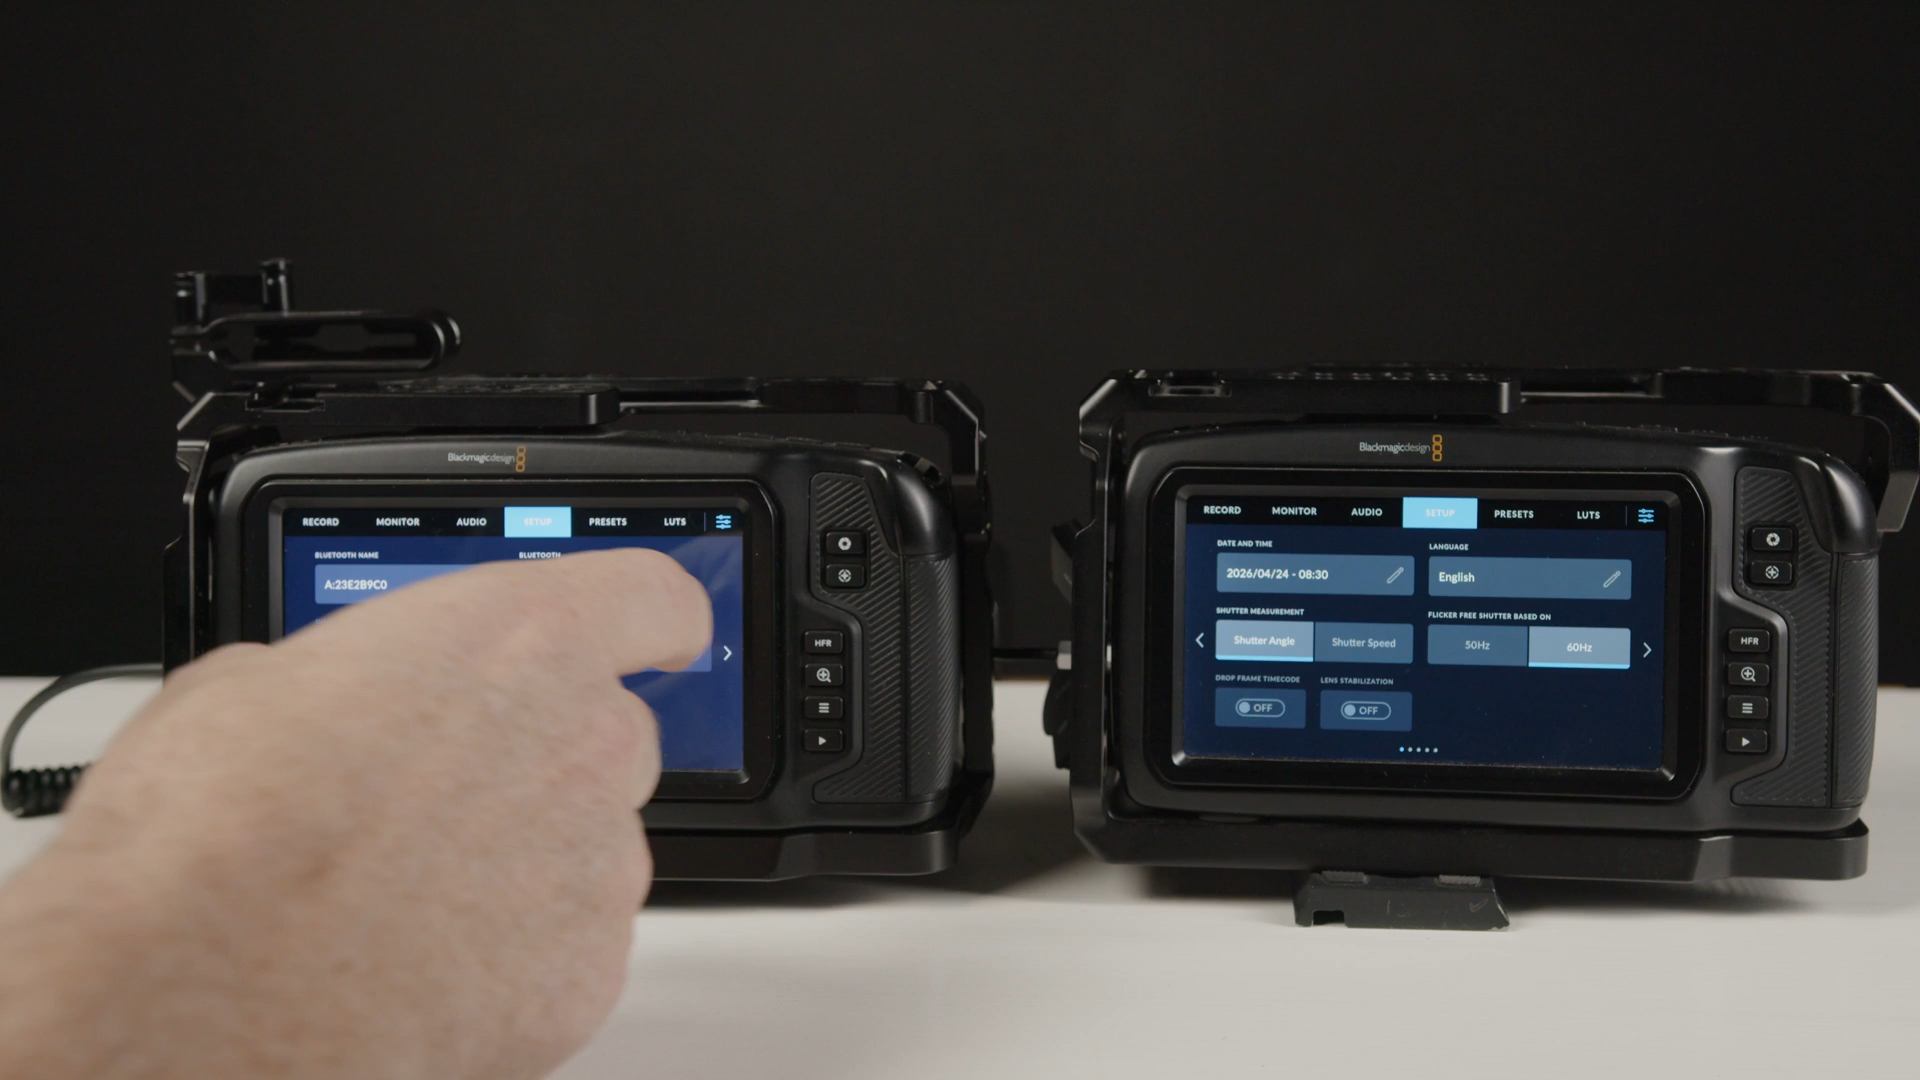 Blackmagicdesign
RECORD MONITOR AUDIO SETUP PRESETS LUTS
BLUETOOTH NAME BLUETOOTH
A:23E2B9C0
HFR
Blackmagicdesign
RECORD MONITOR AUDIO SETUP PRESETS LUTS
DATE AND TIME LANGUAGE
2026/04/24 - 08:30 English
SHUTTER MEASUREMENT FLICKER FREE SHUTTER BASED ON
Shutter Angle Shutter Speed 50Hz 60Hz
DROP FRAME TIMECODE LENS STABILIZATION
OFF OFF
HFR